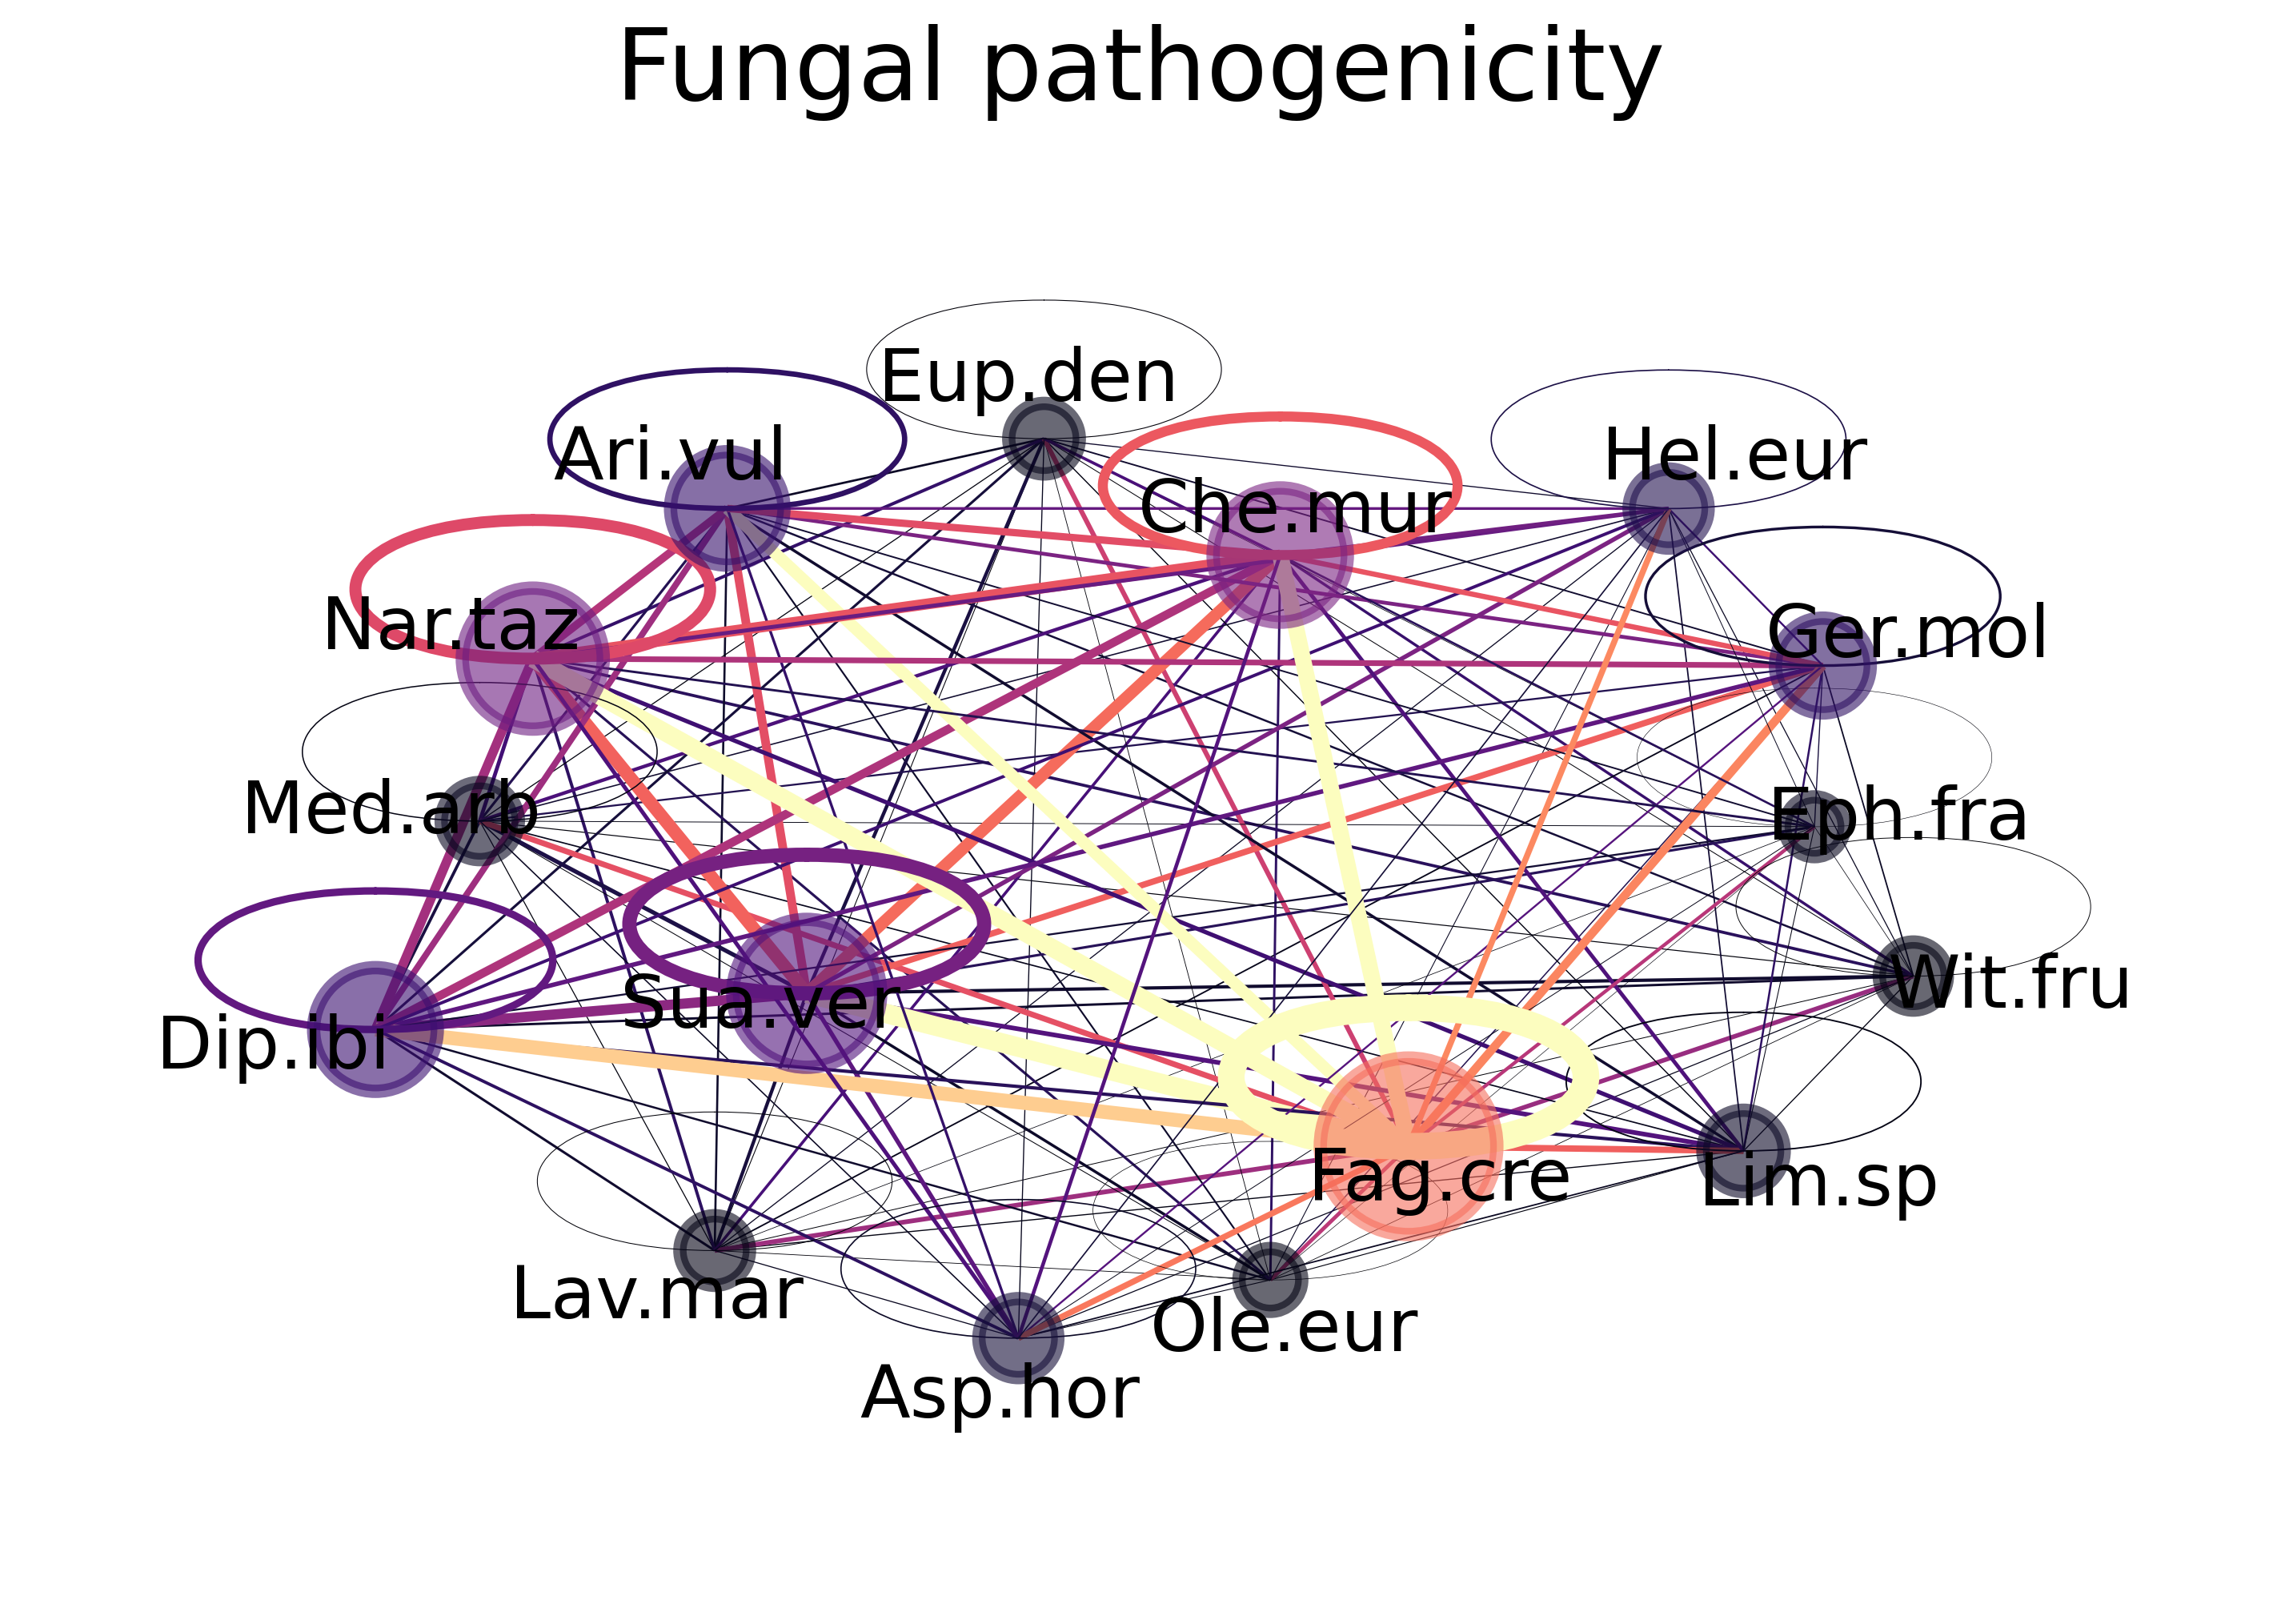 Fungal pathogenicity
Eup.den
Ari.vul
Hel.eur
Che.mur
Nar.taz
Ger.mol
Med.arb
Eph.fra
Wit.fru
Sua.ver
Dip.ibi
Fag.cre
Lim.sp
Lav.mar
Ole.eur
Asp.hor